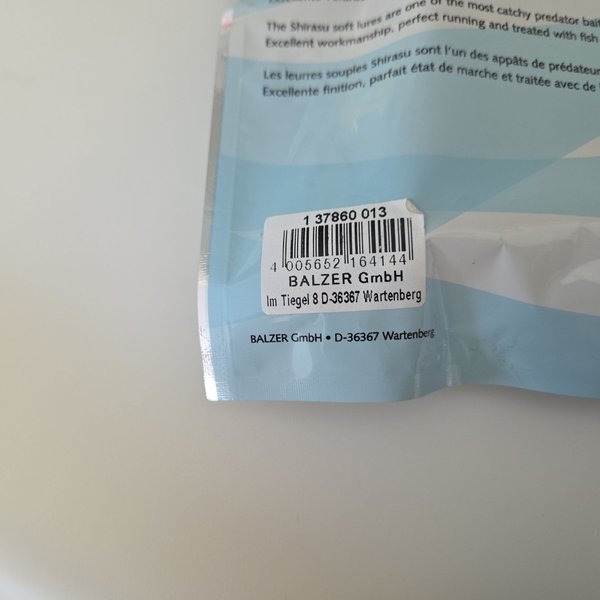 The Shirasu soft lures are one of the most catchy predator bait
Excellent workmanship, perfect running and treated with fish
Les leurres souples Shirasu sont l'un des appâts de prédateur
Excellente finition, parfait état de marche et traitée avec de
1 37860 013
4 005652 164144
BALZER GmbH
Im Tiegel 8 D-36367 Wartenberg
BALZER GmbH • D-36367 Wartenberg